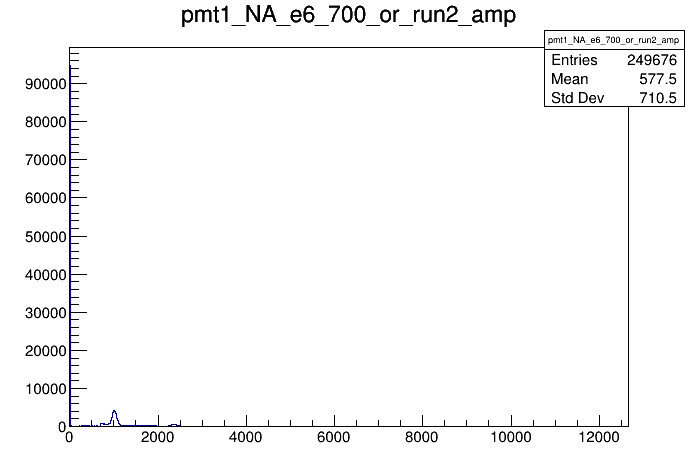 pmt1_NA_e6_700_or_run2_amp
pmt1_NA_e6_700_or_run2_amp
Entries 249676
Mean 577.5
Std Dev 710.5
90000
80000
70000
60000
50000
40000
30000
20000
10000
0
0 2000 4000 6000 8000 10000 12000